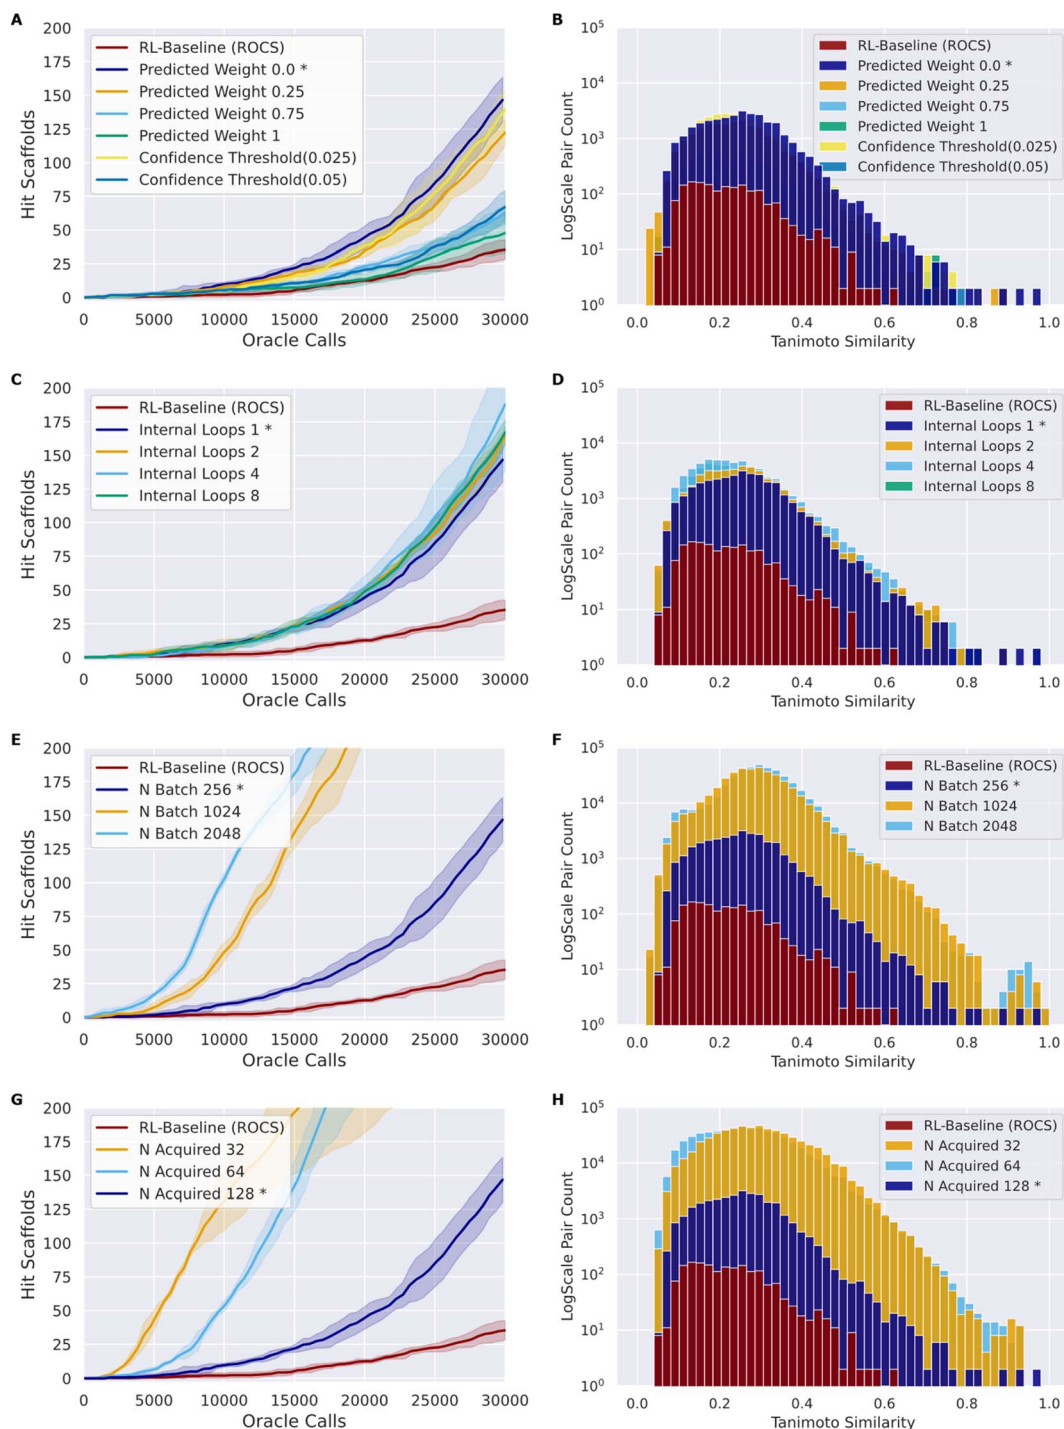 A
200
175
150
125
100
75
50
25
0
Hit Scaffolds
RL-Baseline (ROCS)
Predicted Weight 0.0 *
Predicted Weight 0.25
Predicted Weight 0.75
Predicted Weight 1
Confidence Threshold(0.025)
Confidence Threshold(0.05)
0 5000 10000 15000 20000 25000 30000
Oracle Calls
B
10^5
10^4
10^3
10^2
10^1
10^0
LogScale Pair Count
RL-Baseline (ROCS)
Predicted Weight 0.0 *
Predicted Weight 0.25
Predicted Weight 0.75
Predicted Weight 1
Confidence Threshold(0.025)
Confidence Threshold(0.05)
0.0 0.2 0.4 0.6 0.8 1.0
Tanimoto Similarity
C
200
175
150
125
100
75
50
25
0
Hit Scaffolds
RL-Baseline (ROCS)
Internal Loops 1 *
Internal Loops 2
Internal Loops 4
Internal Loops 8
0 5000 10000 15000 20000 25000 30000
Oracle Calls
D
10^5
10^4
10^3
10^2
10^1
10^0
LogScale Pair Count
RL-Baseline (ROCS)
Internal Loops 1 *
Internal Loops 2
Internal Loops 4
Internal Loops 8
0.0 0.2 0.4 0.6 0.8 1.0
Tanimoto Similarity
E
200
175
150
125
100
75
50
25
0
Hit Scaffolds
RL-Baseline (ROCS)
N Batch 256 *
N Batch 1024
N Batch 2048
0 5000 10000 15000 20000 25000 30000
Oracle Calls
F
10^5
10^4
10^3
10^2
10^1
10^0
LogScale Pair Count
RL-Baseline (ROCS)
N Batch 256 *
N Batch 1024
N Batch 2048
0.0 0.2 0.4 0.6 0.8 1.0
Tanimoto Similarity
G
200
175
150
125
100
75
50
25
0
Hit Scaffolds
RL-Baseline (ROCS)
N Acquired 32
N Acquired 64
N Acquired 128 *
0 5000 10000 15000 20000 25000 30000
Oracle Calls
H
10^5
10^4
10^3
10^2
10^1
10^0
LogScale Pair Count
RL-Baseline (ROCS)
N Acquired 32
N Acquired 64
N Acquired 128 *
0.0 0.2 0.4 0.6 0.8 1.0
Tanimoto Similarity